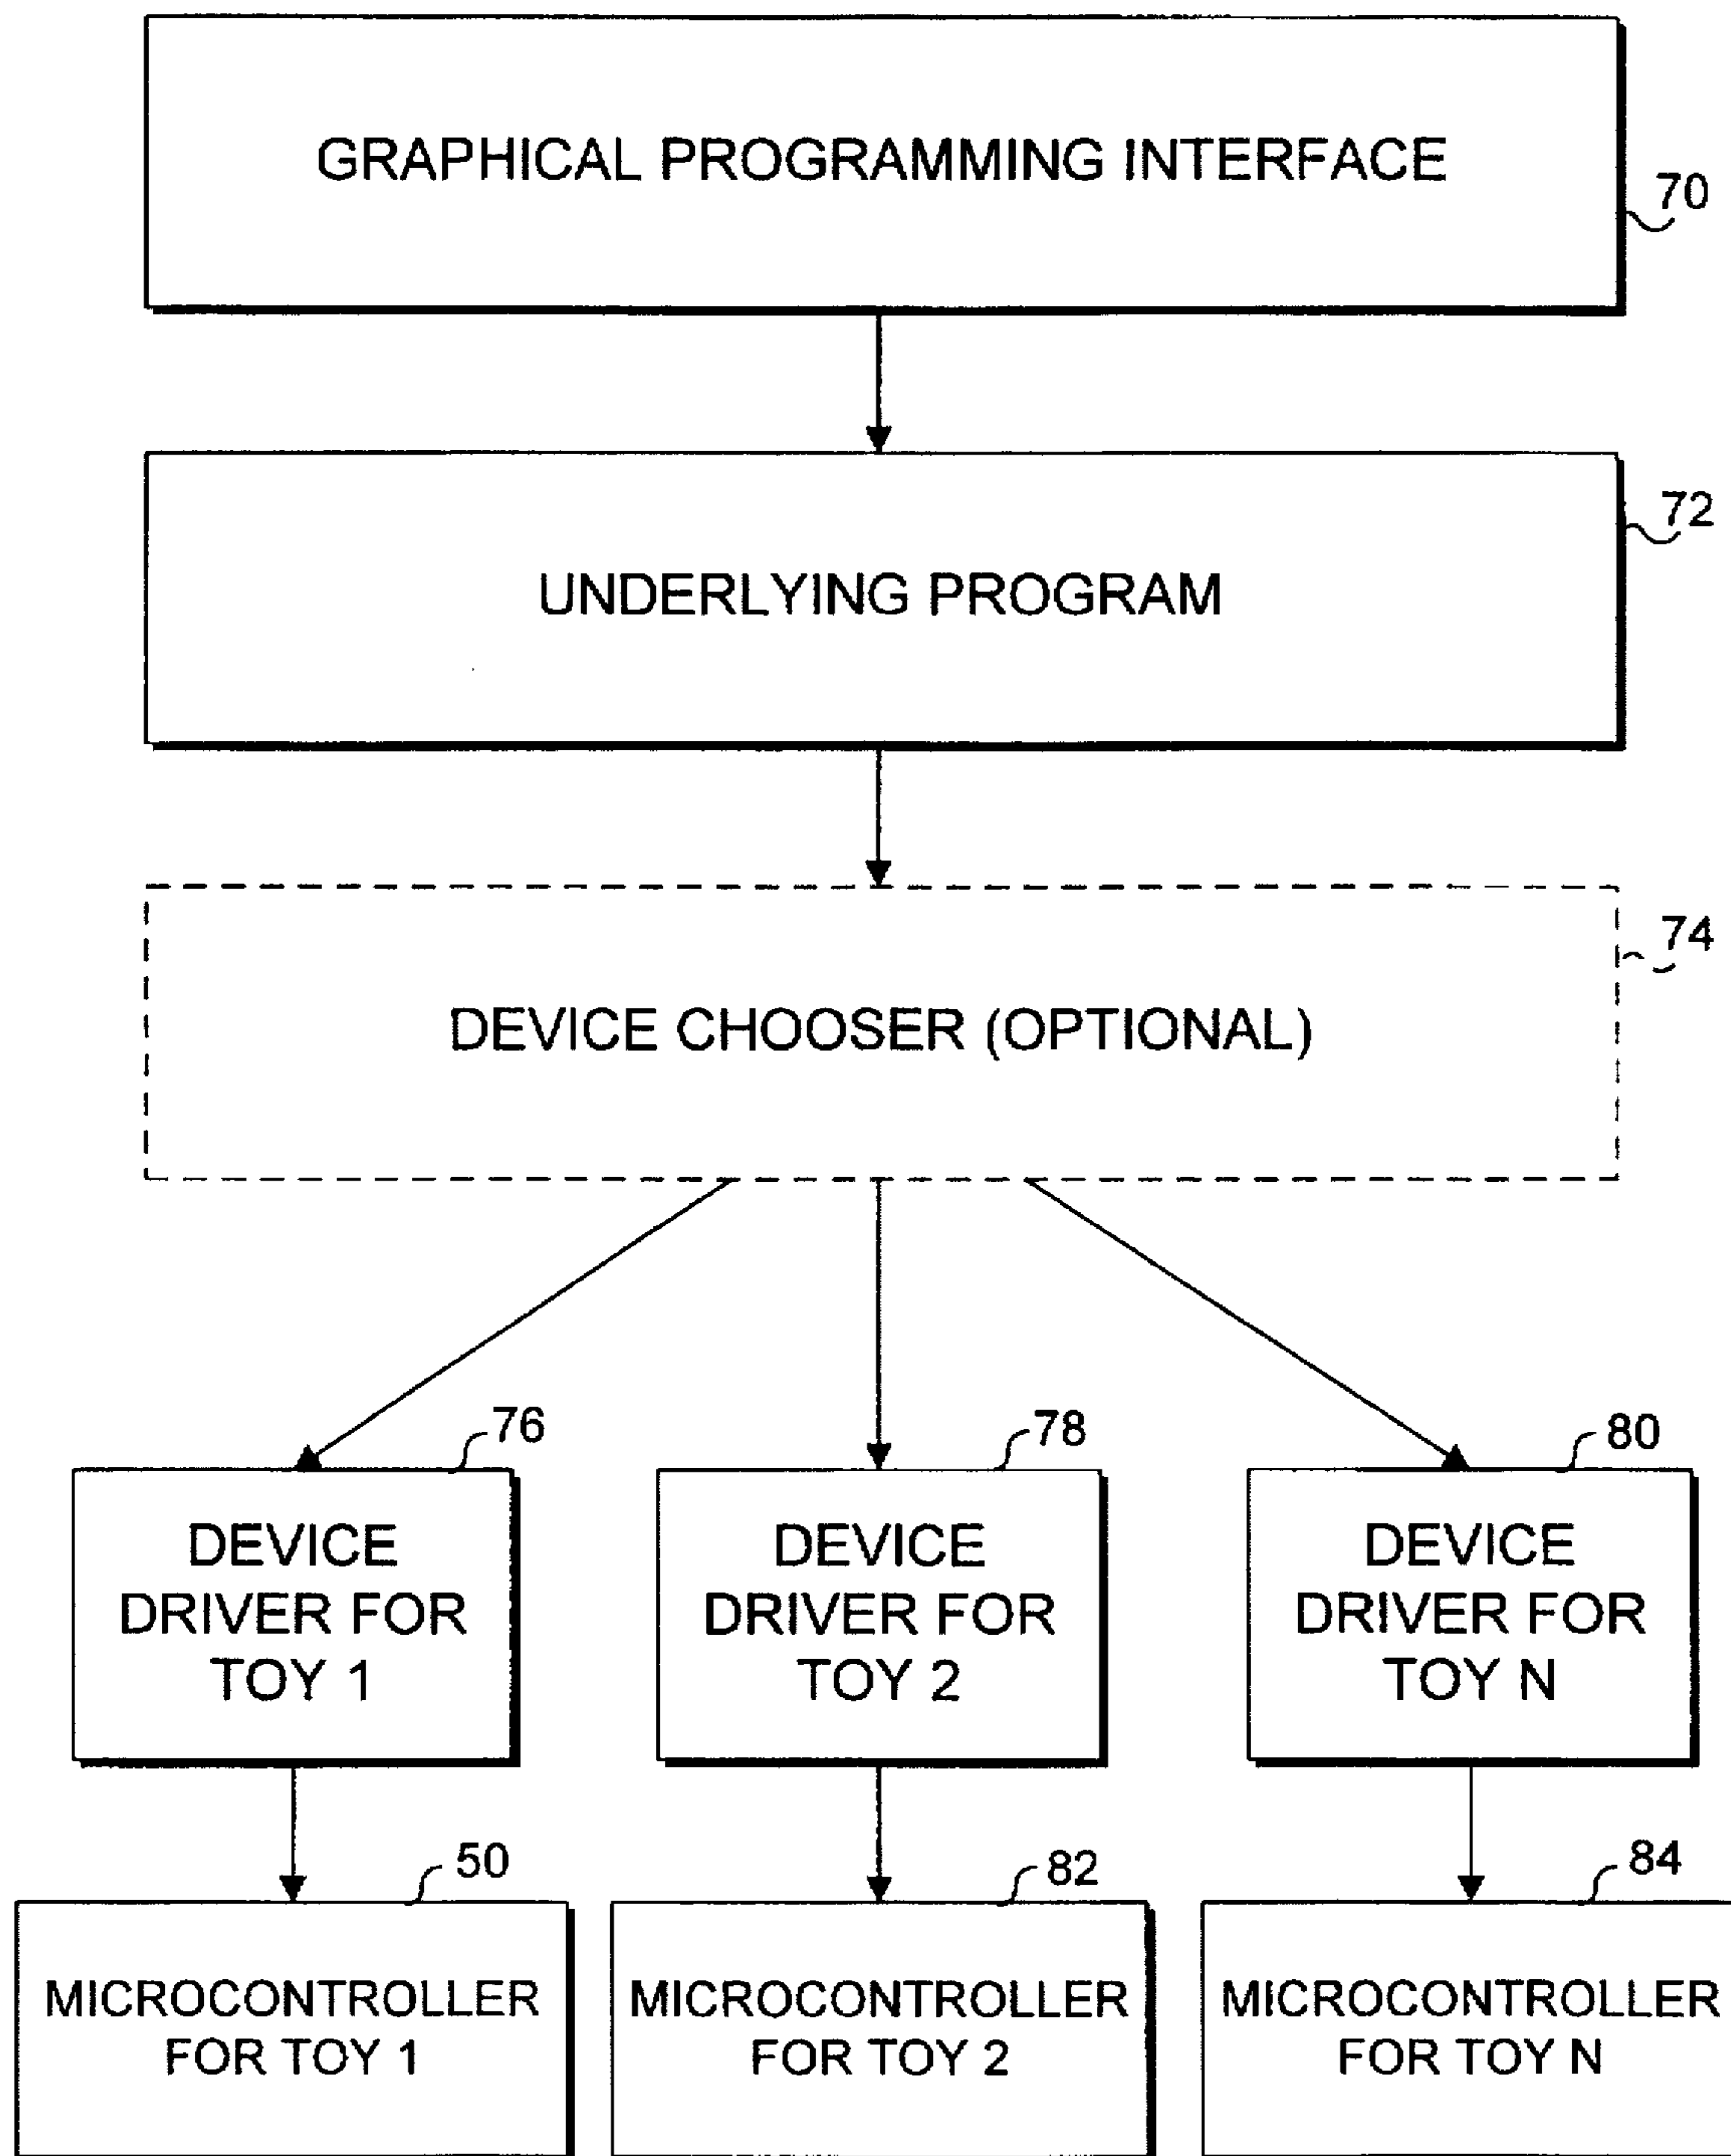 GRAPHICAL PROGRAMMING INTERFACE
70
UNDERLYING PROGRAM
72
DEVICE CHOOSER (OPTIONAL)
74
76
DEVICE
DRIVER FOR
TOY 1
78
DEVICE
DRIVER FOR
TOY 2
80
DEVICE
DRIVER FOR
TOY N
50
MICROCONTROLLER
FOR TOY 1
82
MICROCONTROLLER
FOR TOY 2
84
MICROCONTROLLER
FOR TOY N